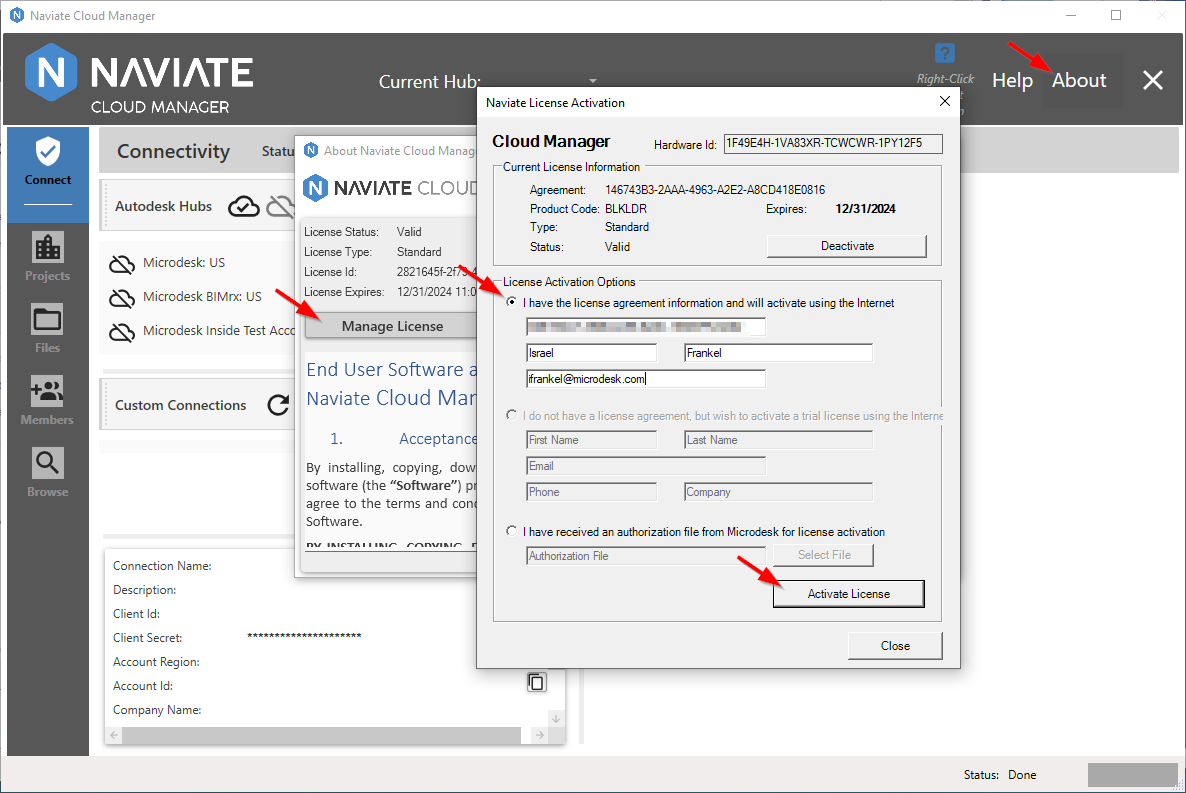 Naviate Cloud Manager
NAVIATE
CLOUD MANAGER
Current Hub:
?
Right-Click
Help
About
Connect
Projects
Files
Members
Browse
Connectivity
Autodesk Hubs
Microdesk: US
Microdesk BIMrx: US
Microdesk Inside Test Acco
Custom Connections
Connection Name:
Description:
Client Id:
Client Secret: *********************
Account Region:
Account Id:
Company Name:
About Naviate Cloud Manag
NAVIATE CLOUD
License Status: Valid
License Type: Standard
License Id: 2821645f-2f75-4
License Expires: 12/31/2024 11:0
Manage License
End User Software a
Naviate Cloud Man
1. Acceptance
By installing, copying, dow
software (the “Software”) pr
agree to the terms and cond
Software.
BY INSTALLING, COPYING,
Naviate License Activation
Cloud Manager
Hardware Id: 1F49E4H-1VA83XR-TCWCWR-1PY12F5
Current License Information
Agreement: 146743B3-2AAA-4963-A2E2-A8CD418E0816
Product Code: BLKLDR Expires: 12/31/2024
Type: Standard
Status: Valid
Deactivate
License Activation Options
I have the license agreement information and will activate using the Internet
Israel Frankel
ifrankel@microdesk.com
I do not have a license agreement, but wish to activate a trial license using the Interne
First Name Last Name
Email
Phone Company
I have received an authorization file from Microdesk for license activation
Authorization File Select File
Activate License
Close
Status: Done